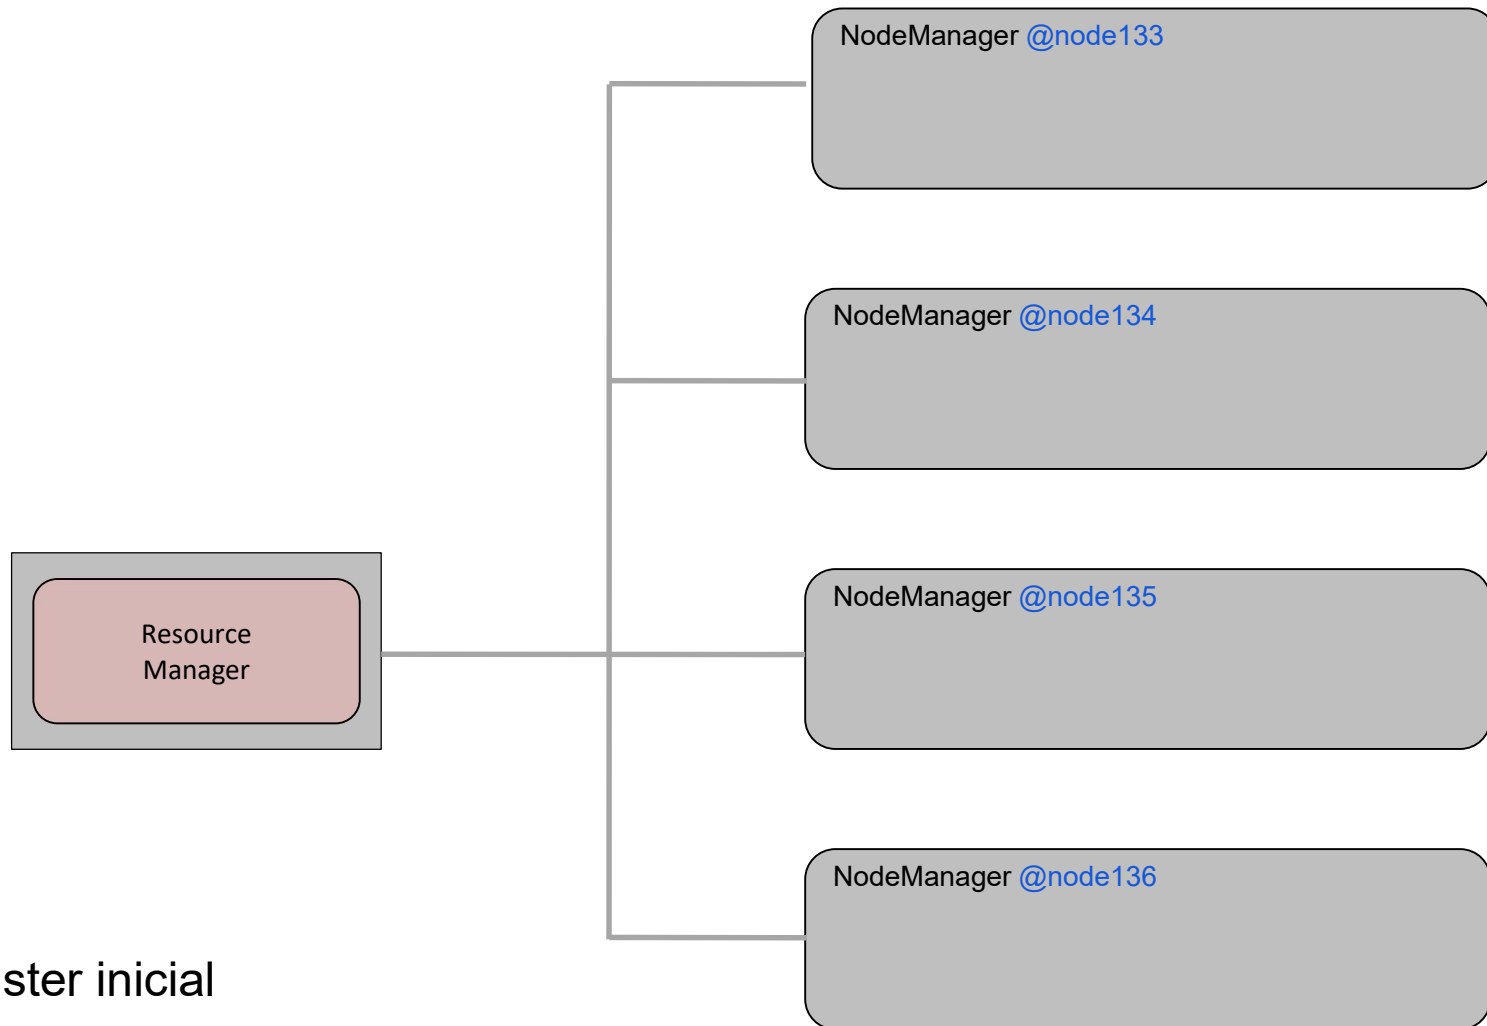 NodeManager @node133
NodeManager @node134
NodeManager @node135
Resource
Manager
NodeManager @node136
ster inicial